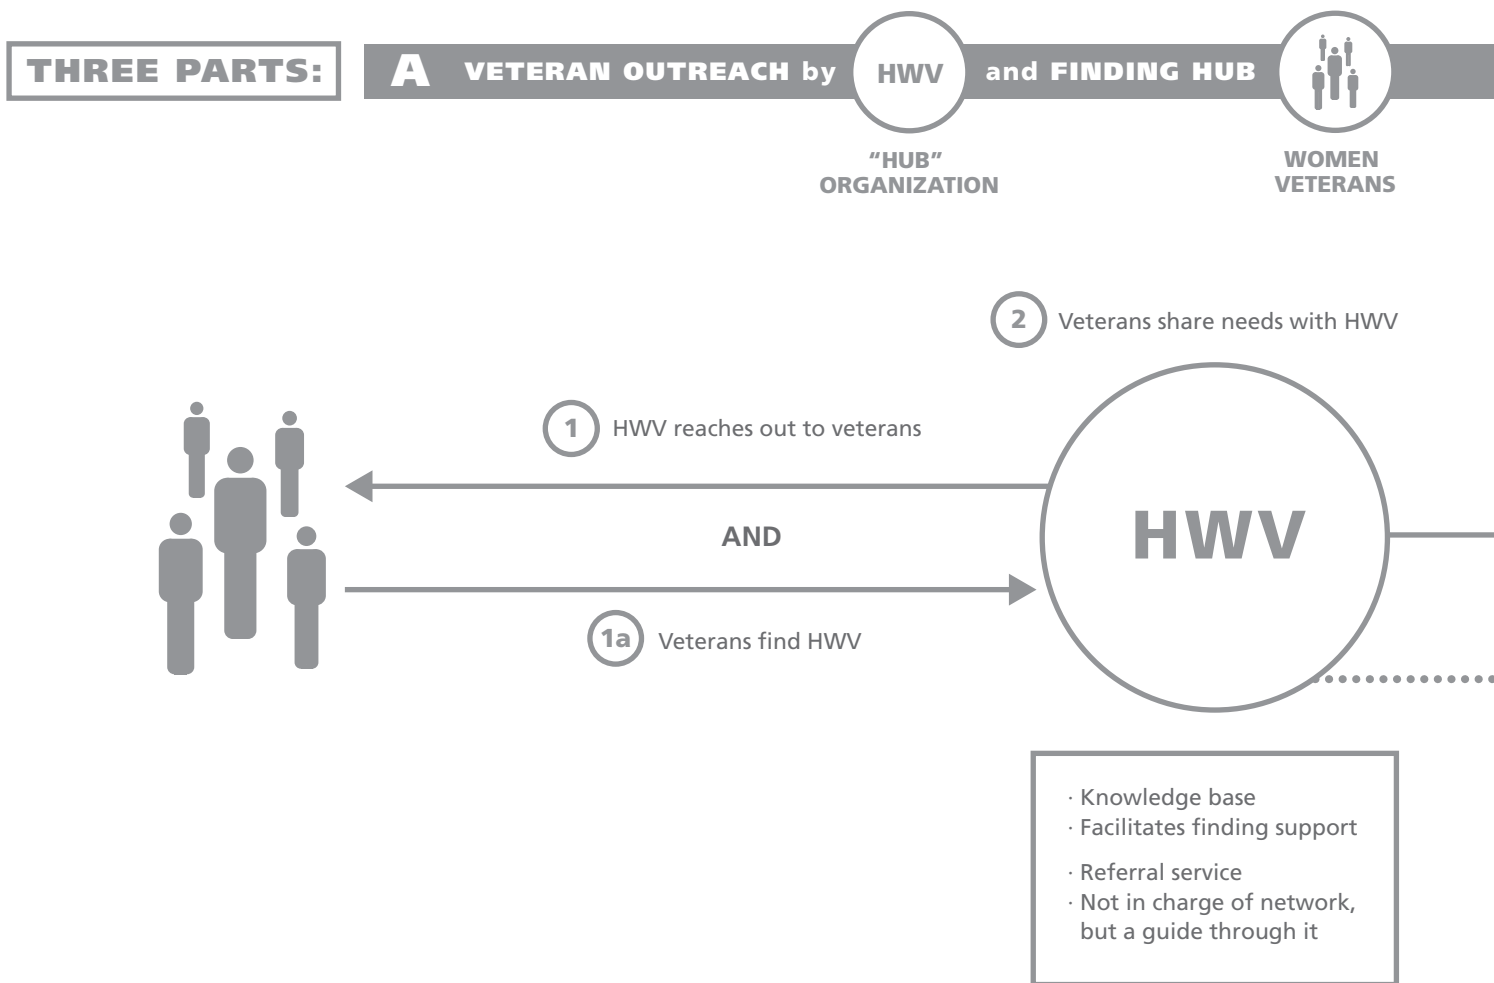 THREE PARTS:
A VETERAN OUTREACH by HWV and FINDING HUB
"HUB"
ORGANIZATION
WOMEN
VETERANS
2 Veterans share needs with HWV
1 HWV reaches out to veterans
AND
HWV
1a Veterans find HWV
· Knowledge base
· Facilitates finding support
· Referral service
· Not in charge of network,
but a guide through it